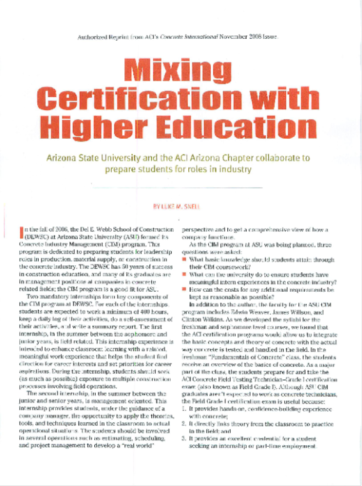 Authorized Reprint from ACI's Concrete International November 2008 Issue
Mixing
Certification with
Higher Education
Arizona State University and the ACI Arizona Chapter collaborate to
prepare students for roles in industry
BY LUKE M. SNELL
In the fall of 2006, the Del E. Webb School of Construction
(DEWSC) at Arizona State University (ASU) formed its
Concrete Industry Management (CIM) program. This
program is dedicated to preparing students for leadership
roles in production, material supply, or construction in
the concrete industry. The DEWSC has 50 years of success
in construction education, and many of its graduates are
in management positions at companies in concrete
related fields; the CIM program is a good fit for ASU.
Two mandatory internships form key components of
the CIM program at DEWSC. For each of the internships,
students are expected to work a minimum of 400 hours,
keep a daily log of their activities, do a self-assessment of
their activities, and write a summary report. The first
internship, in the summer between the sophomore and
junior years, is field related. This internship experience is
intended to enhance classroom learning with a robust,
meaningful work experience that helps the student find
direction for career interests and set priorities for career
aspirations. During the internship, students should work
(as much as possible) exposure to multiple construction
processes involving field operations.
The second internship, in the summer between the
junior and senior years, is management oriented. This
internship provides students, under the guidance of a
company manager, the opportunity to apply the theories,
tools, and techniques learned in the classroom to actual
operational situations. The students should be involved
in several operations such as estimating, scheduling,
and project management to develop a "real world"
perspective and to get a comprehensive view of how a
company functions.
As the CIM program at ASU was being planned, three
questions were asked:
■ What basic knowledge should students attain through
their CIM coursework?
■ What can the university do to ensure students have
meaningful intern experiences in the concrete industry?
■ How can the costs for any additional requirements be
kept as reasonable as possible?
In addition to the author, the faculty for the ASU CIM
program includes Edwin Weaver, James Willson, and
Clinton Wilkins. As we developed the syllabi for the
freshman and sophomore level courses, we found that
the ACI certification programs would allow us to integrate
the basic concepts and theory of concrete with the actual
way concrete is tested and handled in the field. In the
freshman "Fundamentals of Concrete" class, the students
receive an overview of the basics of concrete. As a major
part of the class, the students prepare for and take the
ACI Concrete Field Testing Technician–Grade I certification
exam (also known as Field Grade I). Although ASU CIM
graduates aren't expected to work as concrete technicians,
the Field Grade I certification exam is useful because:
1. It provides hands-on, confidence-building experience
with concrete;
2. It directly links theory from the classroom to practice
in the field; and
3. It provides an excellent credential for a student
seeking an internship or part-time employment.